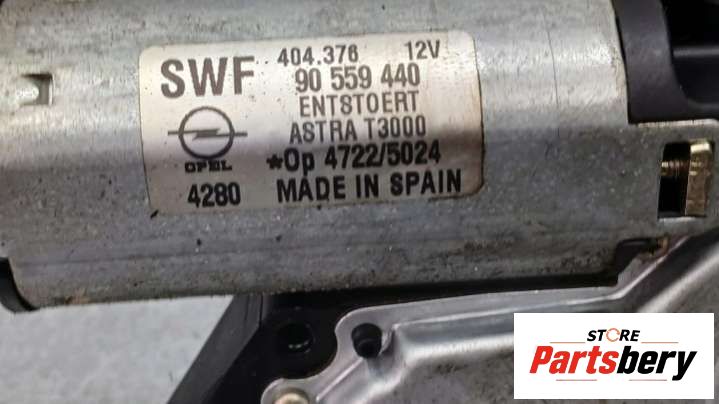 SWF 404.376 12V
90 559 440
ENTSTOERT
ASTRA T3000
OPEL *Op 4722/5024
4280 MADE IN SPAIN
STORE
Partsbery